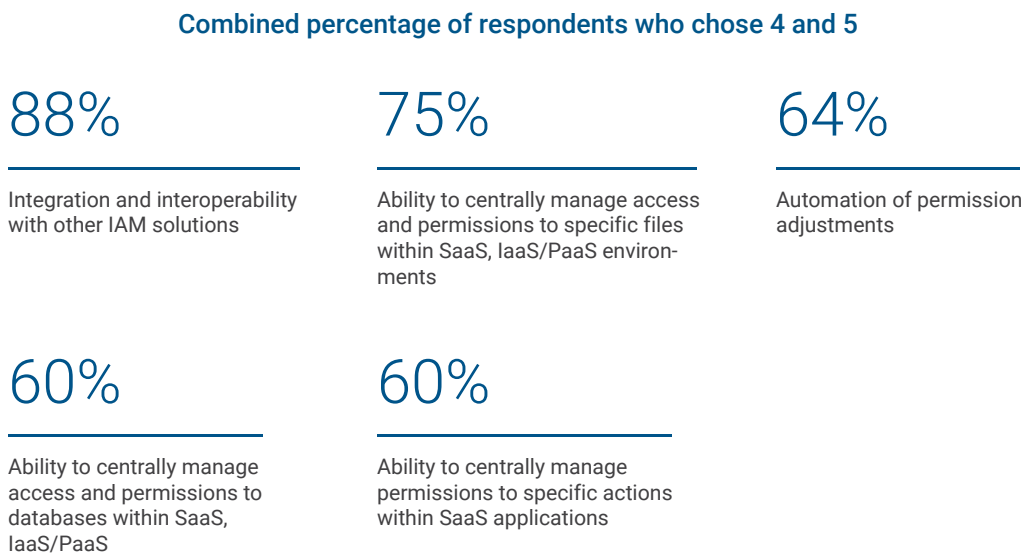 Combined percentage of respondents who chose 4 and 5
88%
Integration and interoperability
with other IAM solutions
75%
Ability to centrally manage access
and permissions to specific files
within SaaS, IaaS/PaaS environ-
ments
64%
Automation of permission
adjustments
60%
Ability to centrally manage
access and permissions to
databases within SaaS,
IaaS/PaaS
60%
Ability to centrally manage
permissions to specific actions
within SaaS applications